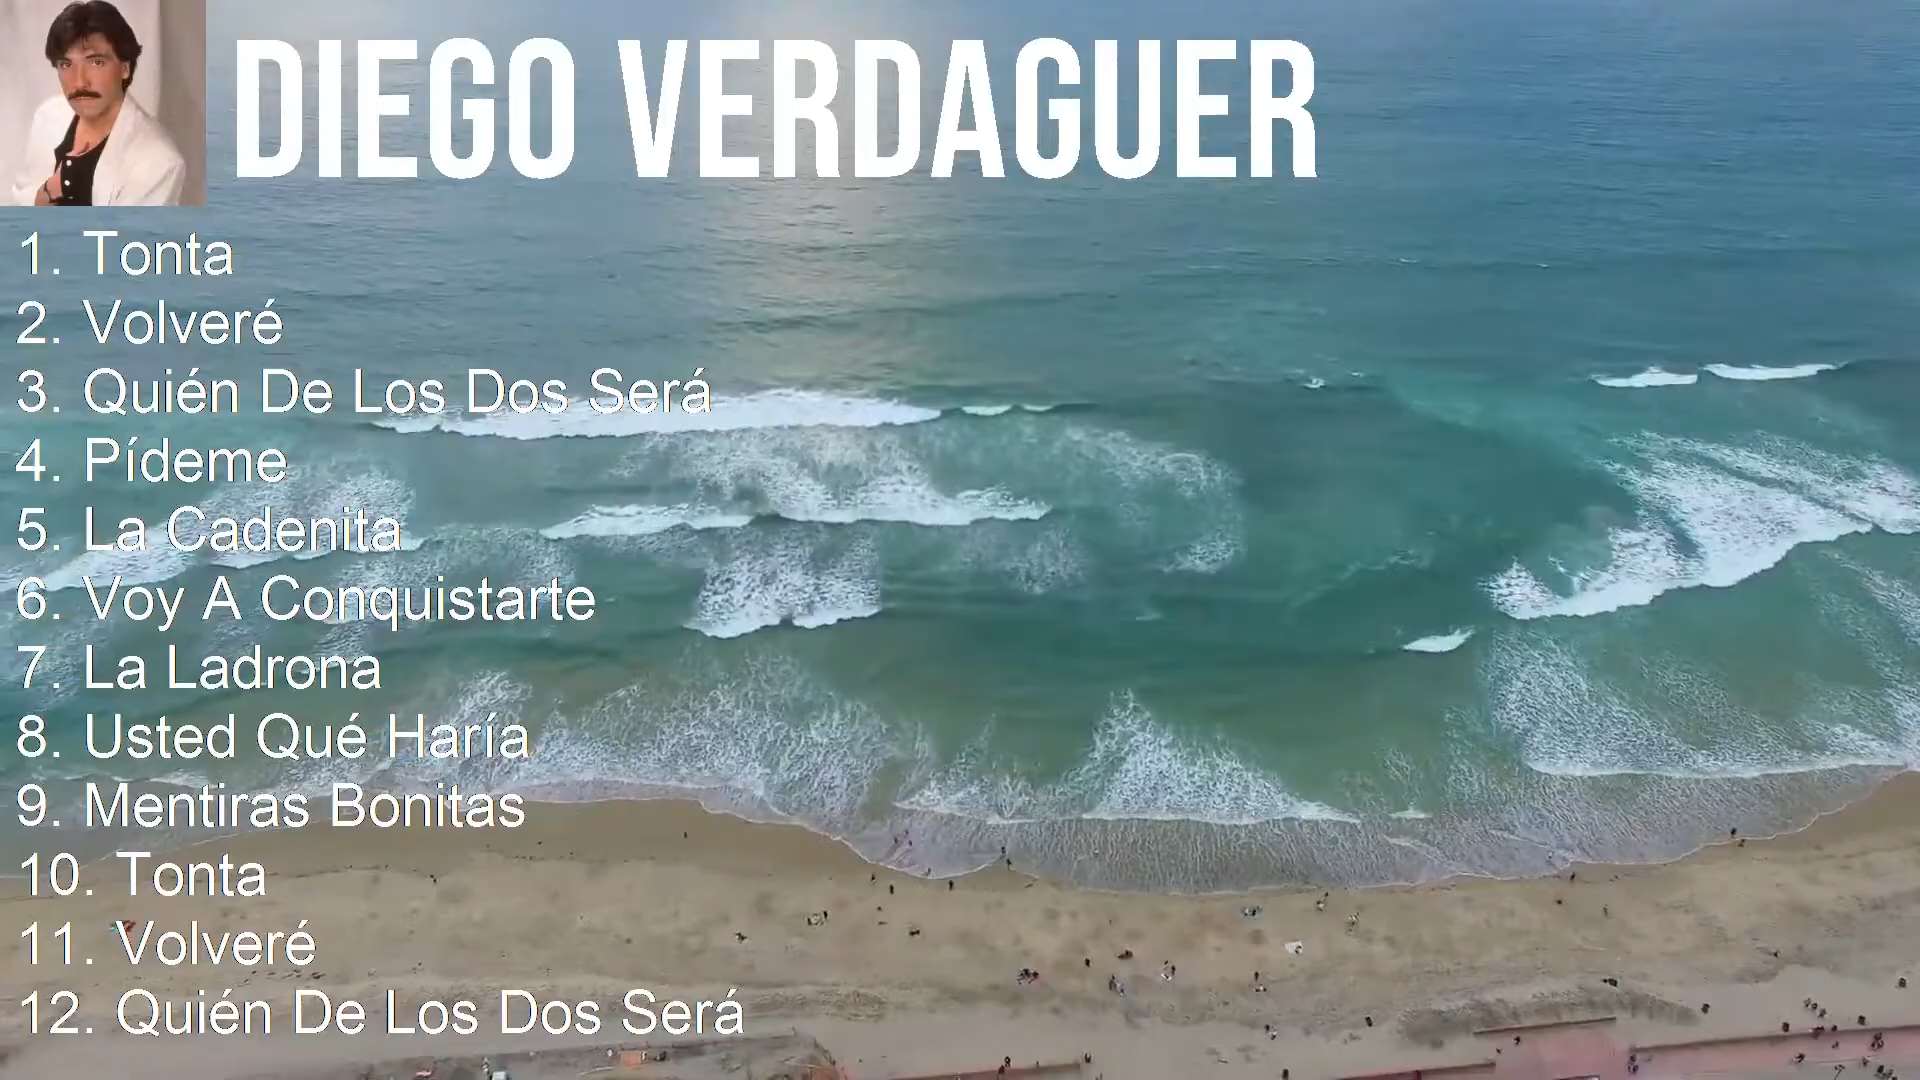 DIEGO VERDAGUER
1. Tonta
2. Volveré
3. Quién De Los Dos Será
4. Pídeme
5. La Cadenita
6. Voy A Conquistarte
7. La Ladrona
8. Usted Qué Haría
9. Mentiras Bonitas
10. Tonta
11. Volveré
12. Quién De Los Dos Será